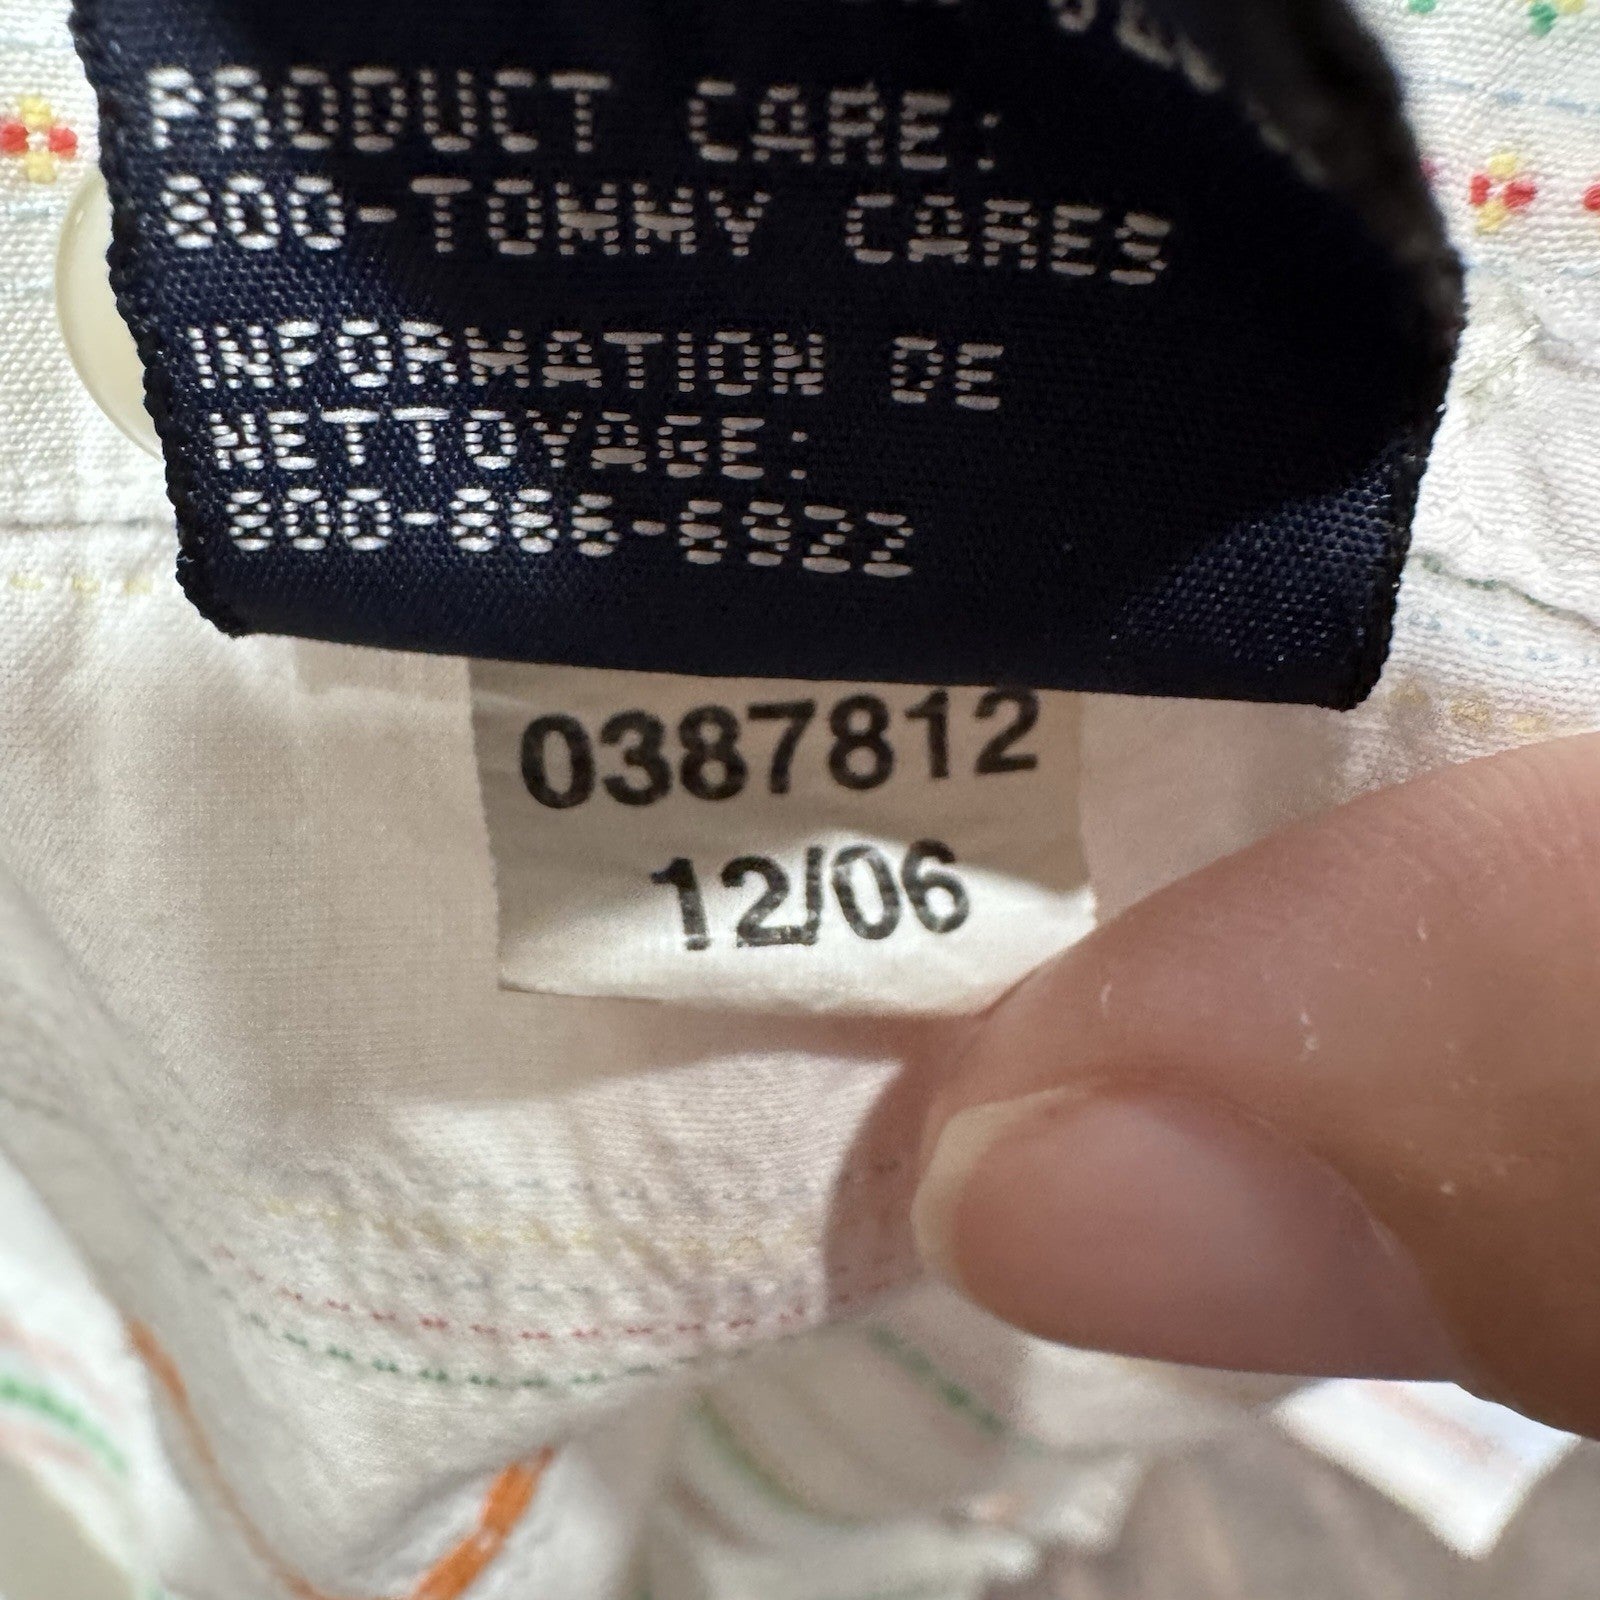 PRODUCT CARE:
800-TOMMY CARES
INFORMATION DE
NETTOYAGE:
800-866-6922
0387812
12/06